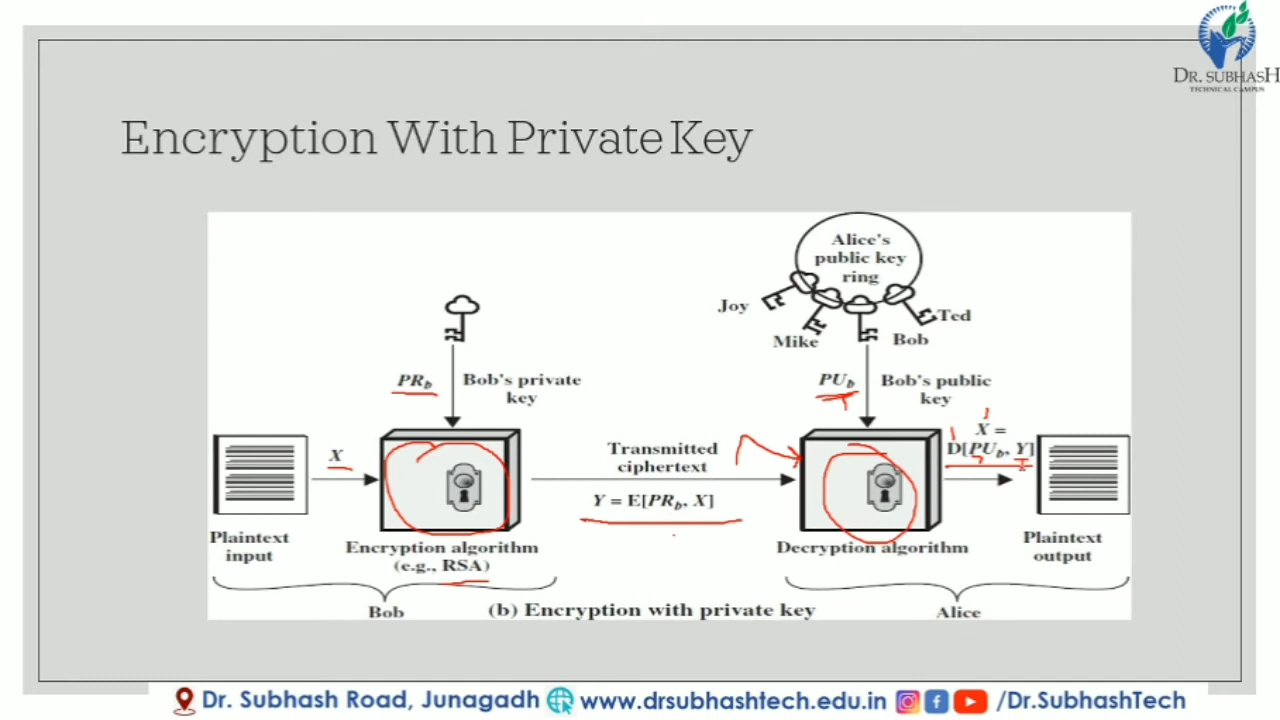 DR. SUBHASH
TECHNICAL CAMPUS
Encryption With Private Key
Alice's
public key
ring
Joy
Mike
Bob
Ted
PRb
Bob's private
key
PUb
Bob's public
key
X
Transmitted
ciphertext
Y = E[PRb, X]
X =
D[PUb, Y]
Plaintext
input
Encryption algorithm
(e.g., RSA)
Decryption algorithm
Plaintext
output
Bob
(b) Encryption with private key
Alice
Dr. Subhash Road, Junagadh www.drsubhashtech.edu.in /Dr.SubhashTech